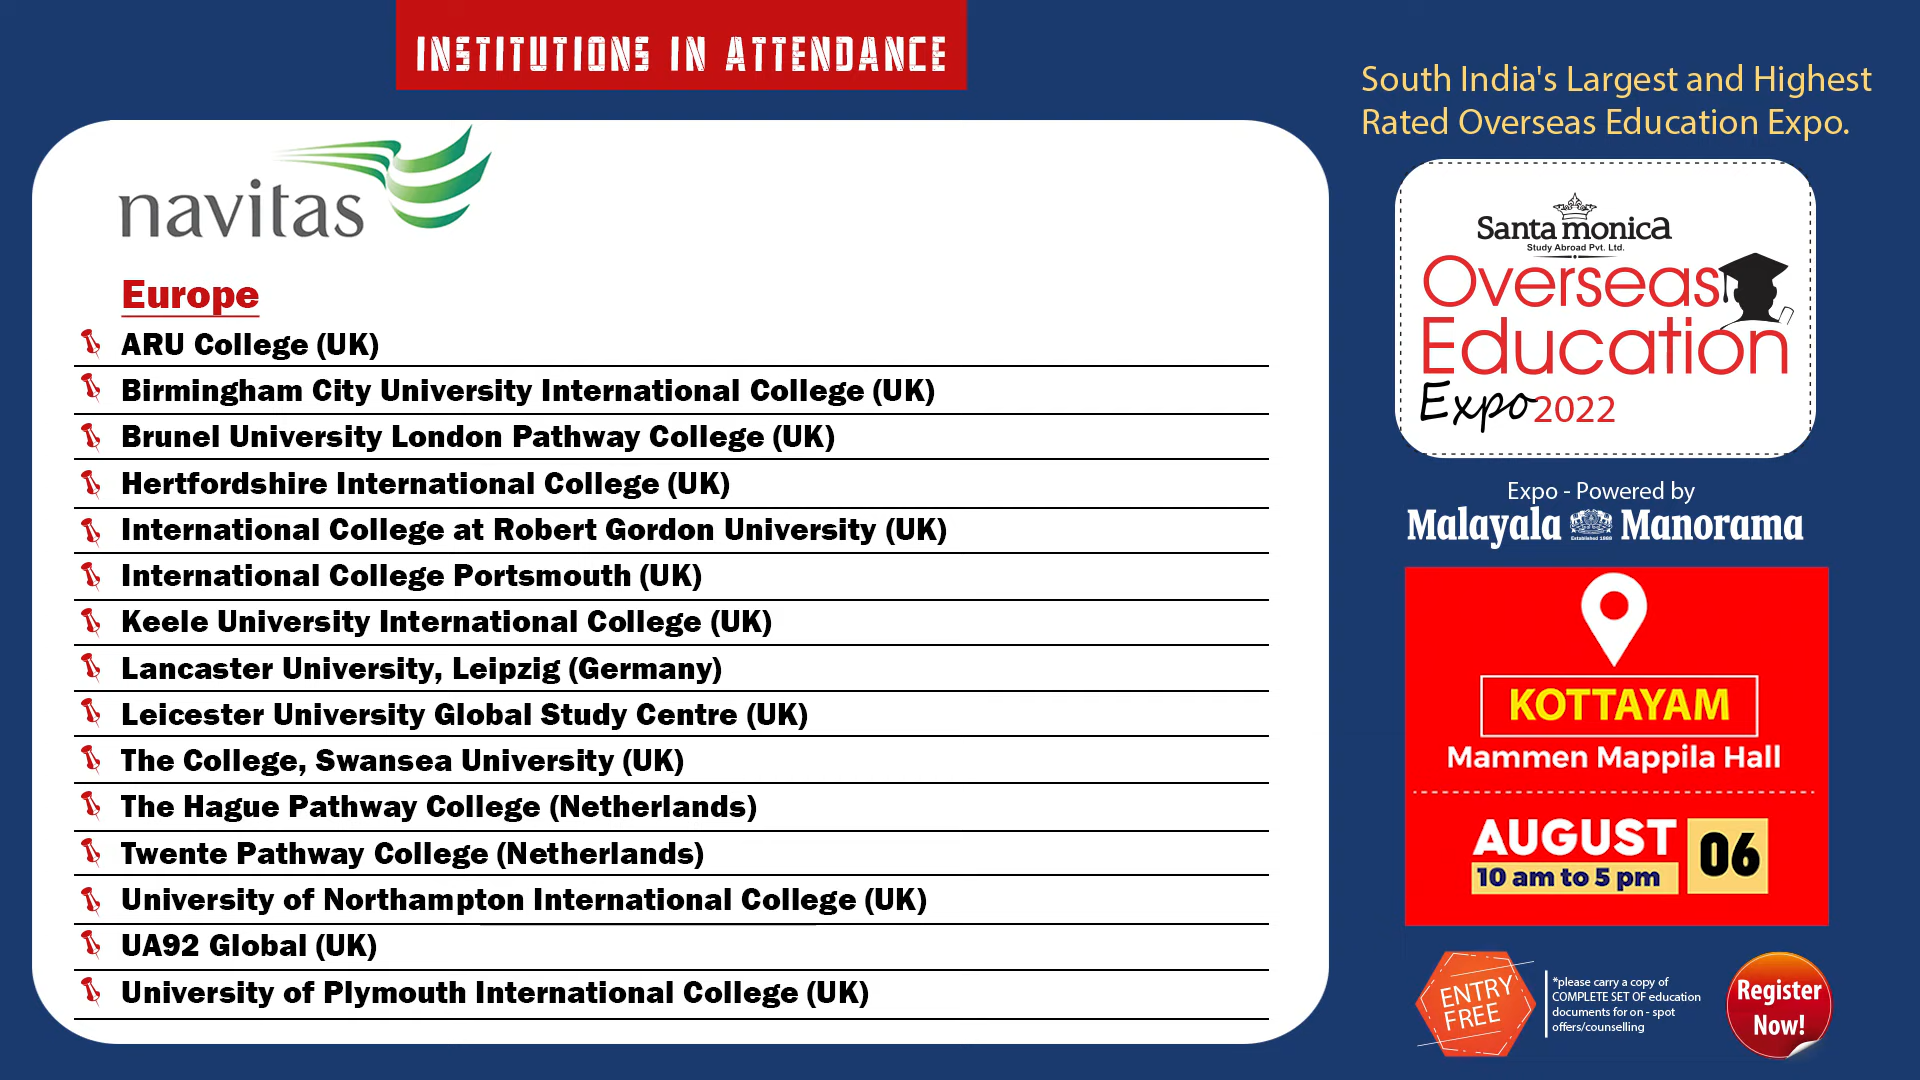 INSTITUTIONS IN ATTENDANCE
navitas
Europe
ARU College (UK)
Birmingham City University International College (UK)
Brunel University London Pathway College (UK)
Hertfordshire International College (UK)
International College at Robert Gordon University (UK)
International College Portsmouth (UK)
Keele University International College (UK)
Lancaster University, Leipzig (Germany)
Leicester University Global Study Centre (UK)
The College, Swansea University (UK)
The Hague Pathway College (Netherlands)
Twente Pathway College (Netherlands)
University of Northampton International College (UK)
UA92 Global (UK)
University of Plymouth International College (UK)
South India's Largest and Highest
Rated Overseas Education Expo.
Santa monica
Study Abroad Pvt. Ltd.
Overseas
Education
Expo 2022
Expo - Powered by
Malayala Manorama
Established 1888
KOTTAYAM
Mammen Mappila Hall
AUGUST 06
10 am to 5 pm
ENTRY
FREE
*please carry a copy of
COMPLETE SET OF education
documents for on - spot
offers/counselling
Register
Now!